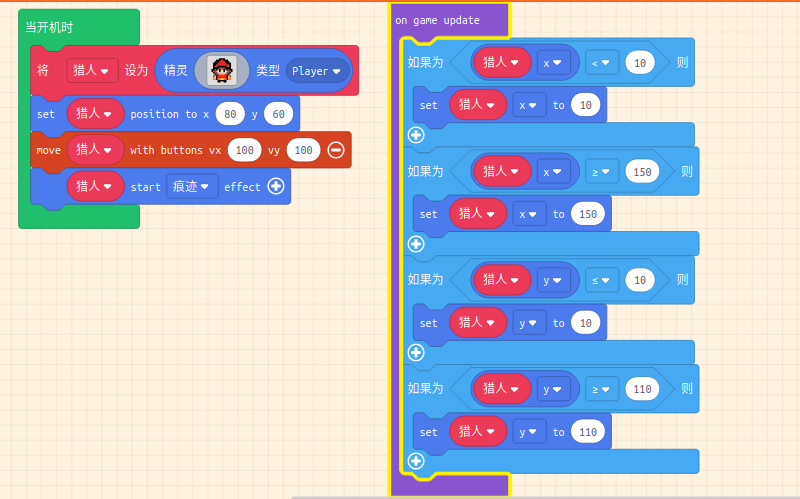 当开机时
将 猎人 设为 精灵 类型 Player
set 猎人 position to x 80 y 60
move 猎人 with buttons vx 100 vy 100
猎人 start 痕迹 effect
on game update
如果为 猎人 x < 10 则
set 猎人 x to 10
如果为 猎人 x ≥ 150 则
set 猎人 x to 150
如果为 猎人 y ≤ 10 则
set 猎人 y to 10
如果为 猎人 y ≥ 110 则
set 猎人 y to 110